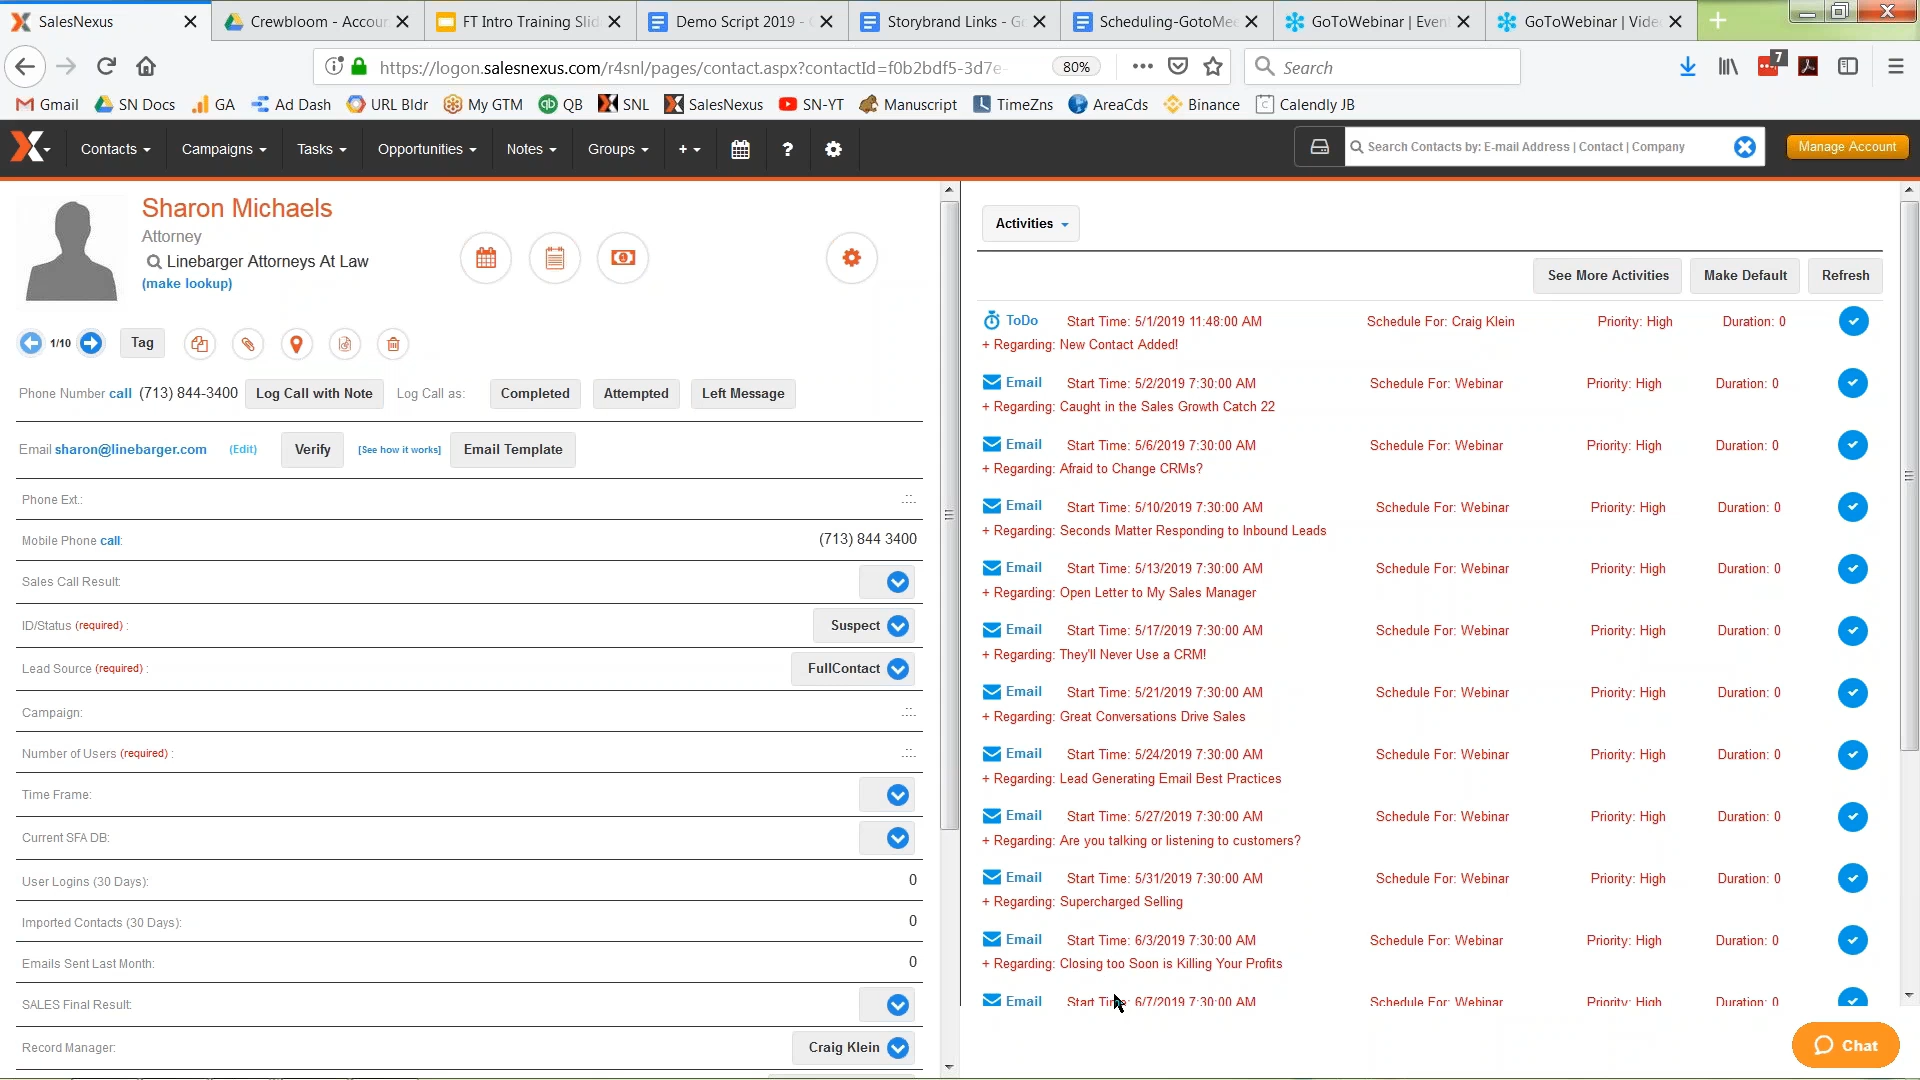 SalesNexus
Crewbloom - Accou
FT Intro Training Slid
Demo Script 2019 -
Storybrand Links - G
Scheduling-GotoMe
GoToWebinar | Even
GoToWebinar | Vide
https://logon.salesnexus.com/r4snl/pages/contact.aspx?contactId=f0b2bdf5-3d7e-
80%
Search
7
Gmail SN Docs GA Ad Dash URL Bldr My GTM QB SNL SalesNexus SN-YT Manuscript TimeZns AreaCds Binance Calendly JB
Contacts Campaigns Tasks Opportunities Notes Groups + ?
Search Contacts by: E-mail Address | Contact | Company
Manage Account
Sharon Michaels
Attorney
Linebarger Attorneys At Law
(make lookup)
1/10 Tag
Phone Number call (713) 844-3400 Log Call with Note Log Call as: Completed Attempted Left Message
Email sharon@linebarger.com (Edit) Verify [See how it works] Email Template
Phone Ext.:
Mobile Phone call: (713) 844 3400
Sales Call Result:
ID/Status (required) : Suspect
Lead Source (required) : FullContact
Campaign:
Number of Users (required) :
Time Frame:
Current SFA DB:
User Logins (30 Days): 0
Imported Contacts (30 Days): 0
Emails Sent Last Month: 0
SALES Final Result:
Record Manager: Craig Klein
Activities
See More Activities Make Default Refresh
ToDo Start Time: 5/1/2019 11:48:00 AM Schedule For: Craig Klein Priority: High Duration: 0
+ Regarding: New Contact Added!
Email Start Time: 5/2/2019 7:30:00 AM Schedule For: Webinar Priority: High Duration: 0
+ Regarding: Caught in the Sales Growth Catch 22
Email Start Time: 5/6/2019 7:30:00 AM Schedule For: Webinar Priority: High Duration: 0
+ Regarding: Afraid to Change CRMs?
Email Start Time: 5/10/2019 7:30:00 AM Schedule For: Webinar Priority: High Duration: 0
+ Regarding: Seconds Matter Responding to Inbound Leads
Email Start Time: 5/13/2019 7:30:00 AM Schedule For: Webinar Priority: High Duration: 0
+ Regarding: Open Letter to My Sales Manager
Email Start Time: 5/17/2019 7:30:00 AM Schedule For: Webinar Priority: High Duration: 0
+ Regarding: They'll Never Use a CRM!
Email Start Time: 5/21/2019 7:30:00 AM Schedule For: Webinar Priority: High Duration: 0
+ Regarding: Great Conversations Drive Sales
Email Start Time: 5/24/2019 7:30:00 AM Schedule For: Webinar Priority: High Duration: 0
+ Regarding: Lead Generating Email Best Practices
Email Start Time: 5/27/2019 7:30:00 AM Schedule For: Webinar Priority: High Duration: 0
+ Regarding: Are you talking or listening to customers?
Email Start Time: 5/31/2019 7:30:00 AM Schedule For: Webinar Priority: High Duration: 0
+ Regarding: Supercharged Selling
Email Start Time: 6/3/2019 7:30:00 AM Schedule For: Webinar Priority: High Duration: 0
+ Regarding: Closing too Soon is Killing Your Profits
Email Start Time: 6/7/2019 7:30:00 AM Schedule For: Webinar Priority: High Duration: 0
Chat